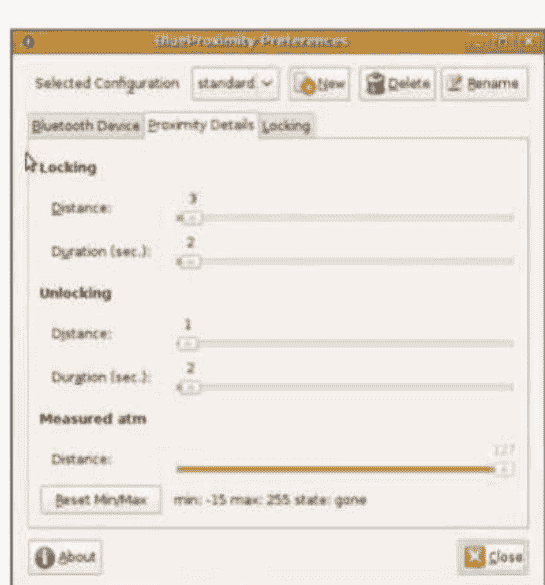 BlueProximity Preferences
Selected Configuration standard New Delete Rename
Bluetooth Device Proximity Details Locking
Locking
3
Distance:
2
Duration (sec.):
Unlocking
1
Distance:
2
Duration (sec.):
Measured atm
127
Distance:
Reset Min/Max min: -15 max: 255 state: gone
About Close